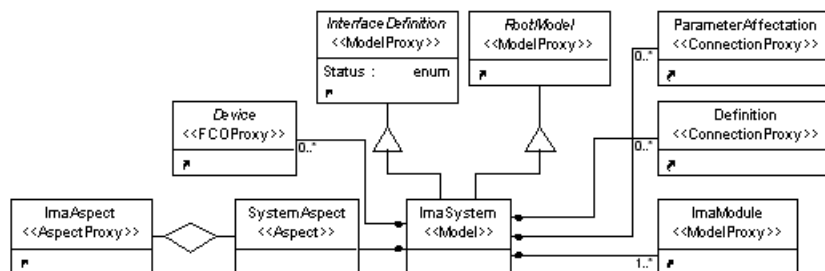 Interface Definition
<<ModelProxy>>
Status : enum
RootModel
<<ModelProxy>>
ParameterAffectation
<<ConnectionProxy>>
0..*
Device
<<FCOProxy>>
0..*
Definition
<<ConnectionProxy>>
0..*
ImaAspect
<<AspectProxy>>
SystemAspect
<<Aspect>>
ImaSystem
<<Model>>
ImaModule
<<ModelProxy>>
1..*